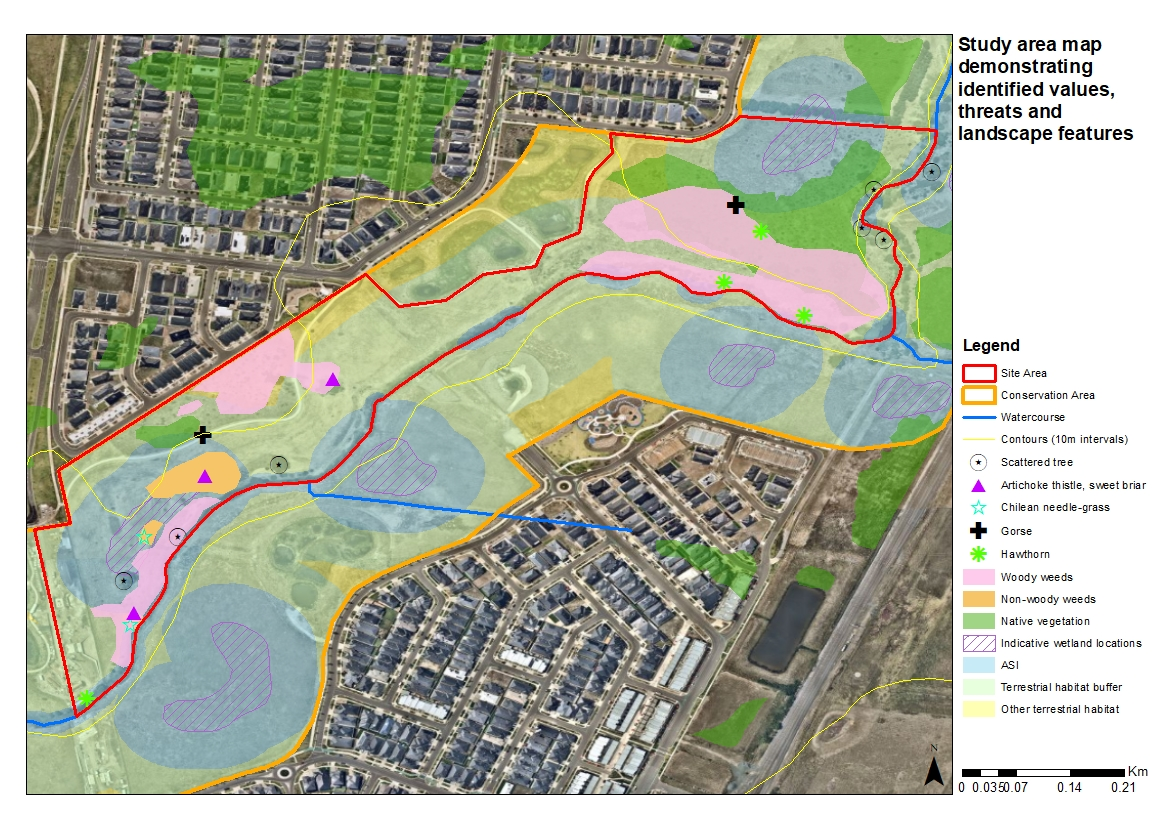 Study area map
demonstrating
identified values,
threats and
landscape features
Legend
Site Area
Conservation Area
Watercourse
Contours (10m intervals)
Scattered tree
Artichoke thistle, sweet briar
Chilean needle-grass
Gorse
Hawthorn
Woody weeds
Non-woody weeds
Native vegetation
Indicative wetland locations
ASI
Terrestrial habitat buffer
Other terrestrial habitat
N
Km
0 0.035 0.07 0.14 0.21